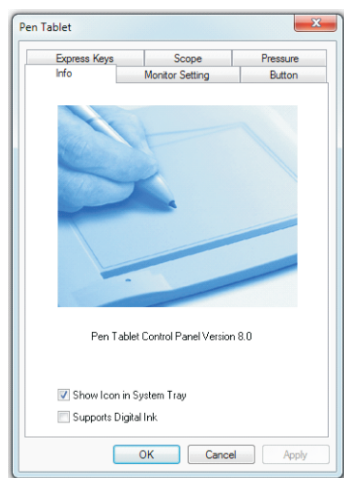 Pen Tablet
Express Keys Scope Pressure
Info Monitor Setting Button
Pen Tablet Control Panel Version 8.0
Show Icon in System Tray
Supports Digital Ink
OK Cancel Apply